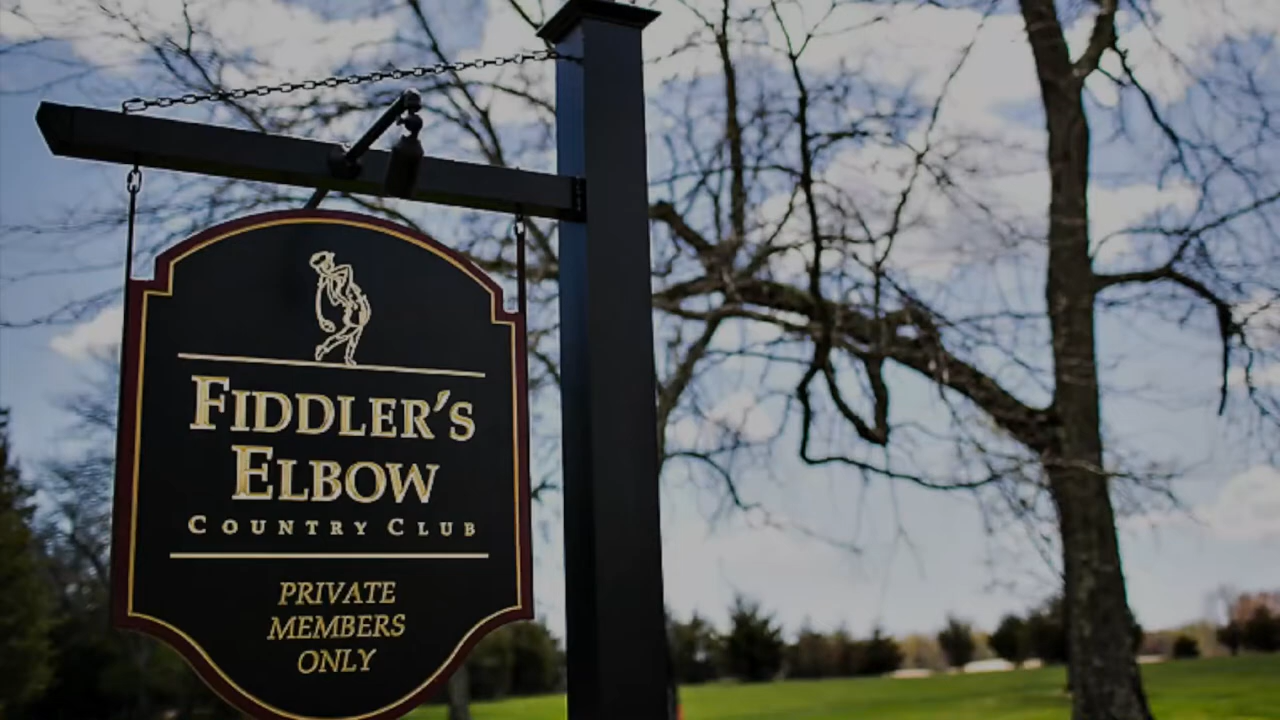 FIDDLER'S
ELBOW
COUNTRY CLUB
PRIVATE
MEMBERS
ONLY